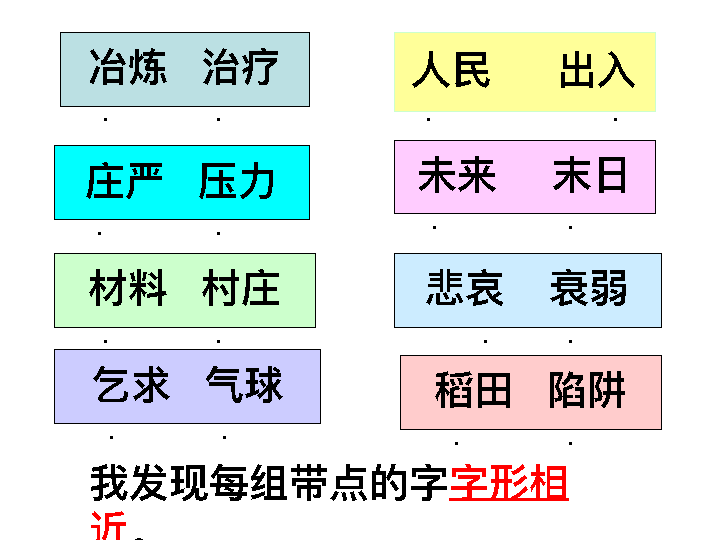 冶炼 治疗
人民 出入
庄严 压力
未来 末日
材料 村庄
悲哀 衰弱
乞求 气球
稻田 陷阱
我发现每组带点的字字形相
近。